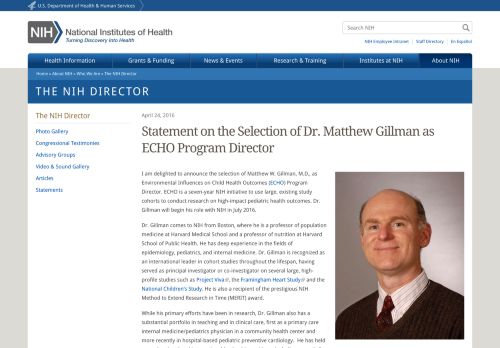 U.S. Department of Health & Human Services
Search NIH
NIH
National Institutes of Health
Turning Discovery Into Health
NIH Employee Intranet | Staff Directory | En Español
Health Information
Grants & Funding
News & Events
Research & Training
Institutes at NIH
About NIH
Home » About NIH » Who We Are » The NIH Director
THE NIH DIRECTOR
The NIH Director
Photo Gallery
Congressional Testimonies
Advisory Groups
Video & Sound Gallery
Articles
Statements
April 24, 2016
Statement on the Selection of Dr. Matthew Gillman as
ECHO Program Director
I am delighted to announce the selection of Matthew W. Gillman, M.D., as
Environmental Influences on Child Health Outcomes (ECHO) Program
Director. ECHO is a seven-year NIH initiative to use large, existing study
cohorts to conduct research on high-impact pediatric health outcomes. Dr.
Gillman will begin his role with NIH in July 2016.
Dr. Gillman comes to NIH from Boston, where he is a professor of population
medicine at Harvard Medical School and a professor of nutrition at Harvard
School of Public Health. He has deep experience in the fields of
epidemiology, pediatrics, and internal medicine. Dr. Gillman is recognized as
an international leader in cohort studies throughout the lifespan, having
served as principal investigator or co-investigator on several large, high-
profile studies such as Project Viva, the Framingham Heart Study and the
National Children's Study. He is also a recipient of the prestigious NIH
Method to Extend Research in Time (MERIT) award.
While his primary efforts have been in research, Dr. Gillman also has a
substantial portfolio in teaching and in clinical care, first as a primary care
internal medicine/pediatrics physician in a community health center and
more recently in hospital-based pediatric preventive cardiology. He has held